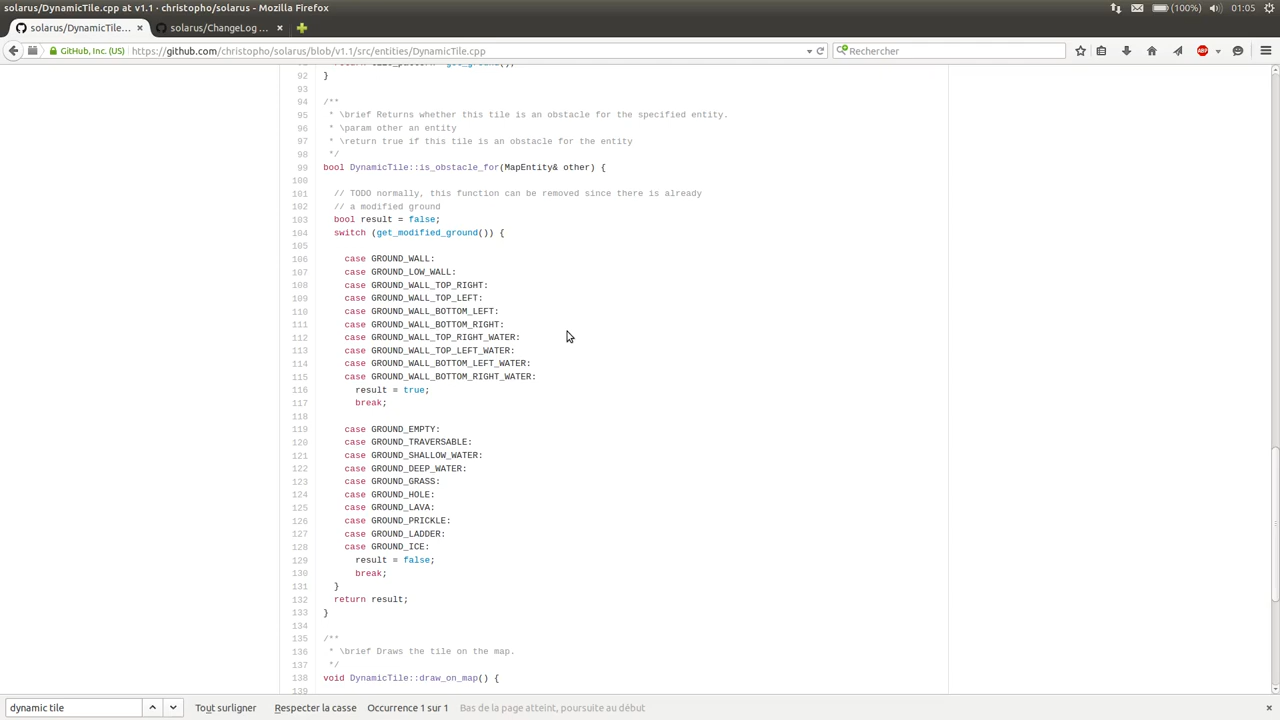 solarus/DynamicTile.cpp at v1.1 · christopho/solarus - Mozilla Firefox
(100%) 01:05
solarus/DynamicTile... × solarus/ChangeLog ... ×
GitHub, Inc. (US) https://github.com/christopho/solarus/blob/v1.1/src/entities/DynamicTile.cpp Rechercher ABP
92 }
93
94 /**
95 * \brief Returns whether this tile is an obstacle for the specified entity.
96 * \param other an entity
97 * \return true if this tile is an obstacle for the entity
98 */
99 bool DynamicTile::is_obstacle_for(MapEntity& other) {
100
101 // TODO normally, this function can be removed since there is already
102 // a modified ground
103 bool result = false;
104 switch (get_modified_ground()) {
105
106 case GROUND_WALL:
107 case GROUND_LOW_WALL:
108 case GROUND_WALL_TOP_RIGHT:
109 case GROUND_WALL_TOP_LEFT:
110 case GROUND_WALL_BOTTOM_LEFT:
111 case GROUND_WALL_BOTTOM_RIGHT:
112 case GROUND_WALL_TOP_RIGHT_WATER:
113 case GROUND_WALL_TOP_LEFT_WATER:
114 case GROUND_WALL_BOTTOM_LEFT_WATER:
115 case GROUND_WALL_BOTTOM_RIGHT_WATER:
116 result = true;
117 break;
118
119 case GROUND_EMPTY:
120 case GROUND_TRAVERSABLE:
121 case GROUND_SHALLOW_WATER:
122 case GROUND_DEEP_WATER:
123 case GROUND_GRASS:
124 case GROUND_HOLE:
125 case GROUND_LAVA:
126 case GROUND_PRICKLE:
127 case GROUND_LADDER:
128 case GROUND_ICE:
129 result = false;
130 break;
131 }
132 return result;
133 }
134
135 /**
136 * \brief Draws the tile on the map.
137 */
138 void DynamicTile::draw_on_map() {
139
dynamic tile Tout surligner Respecter la casse Occurrence 1 sur 1 Bas de la page atteint, poursuite au début ×